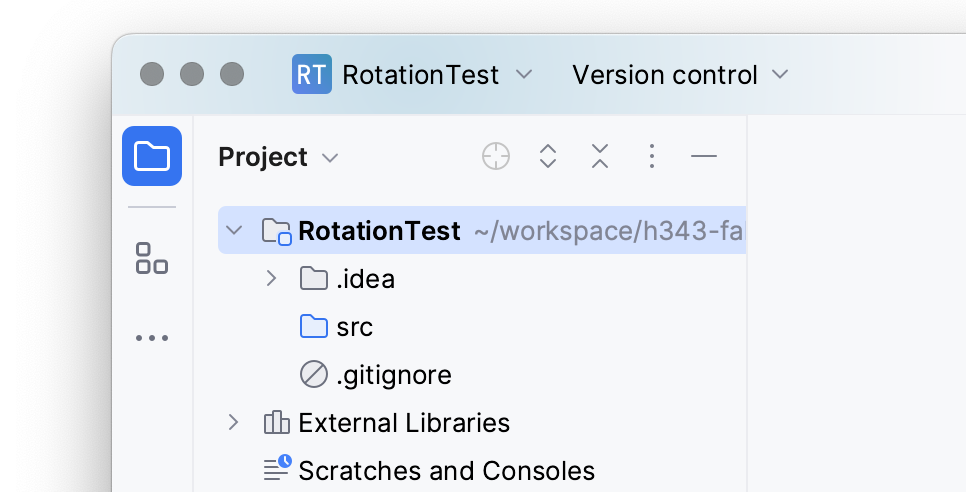 RT RotationTest Version control
Project
RotationTest ~/workspace/h343-fa
.idea
src
.gitignore
External Libraries
Scratches and Consoles